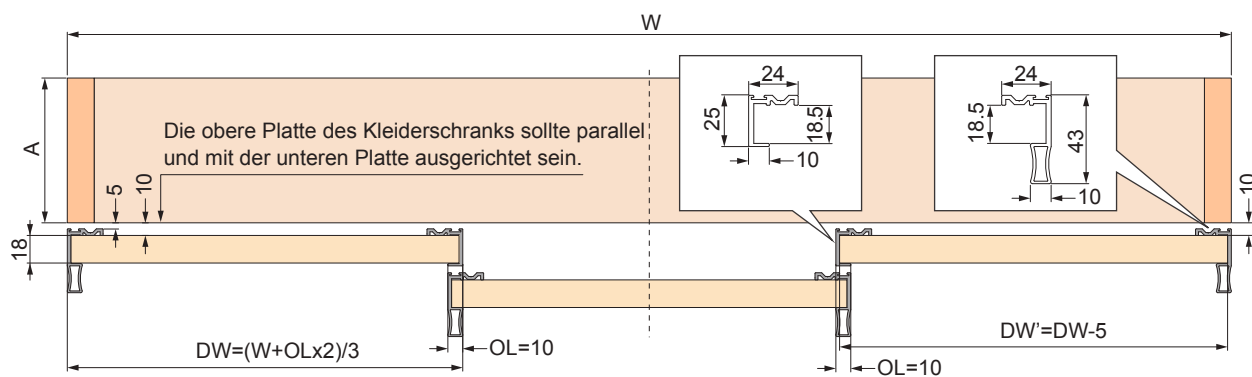 W
24
25
18.5
10
24
18.5
43
10
A
Die obere Platte des Kleiderschranks sollte parallel
und mit der unteren Platte ausgerichtet sein.
5
10
10
18
DW=(W+OLx2)/3
OL=10
DW'=DW-5
OL=10